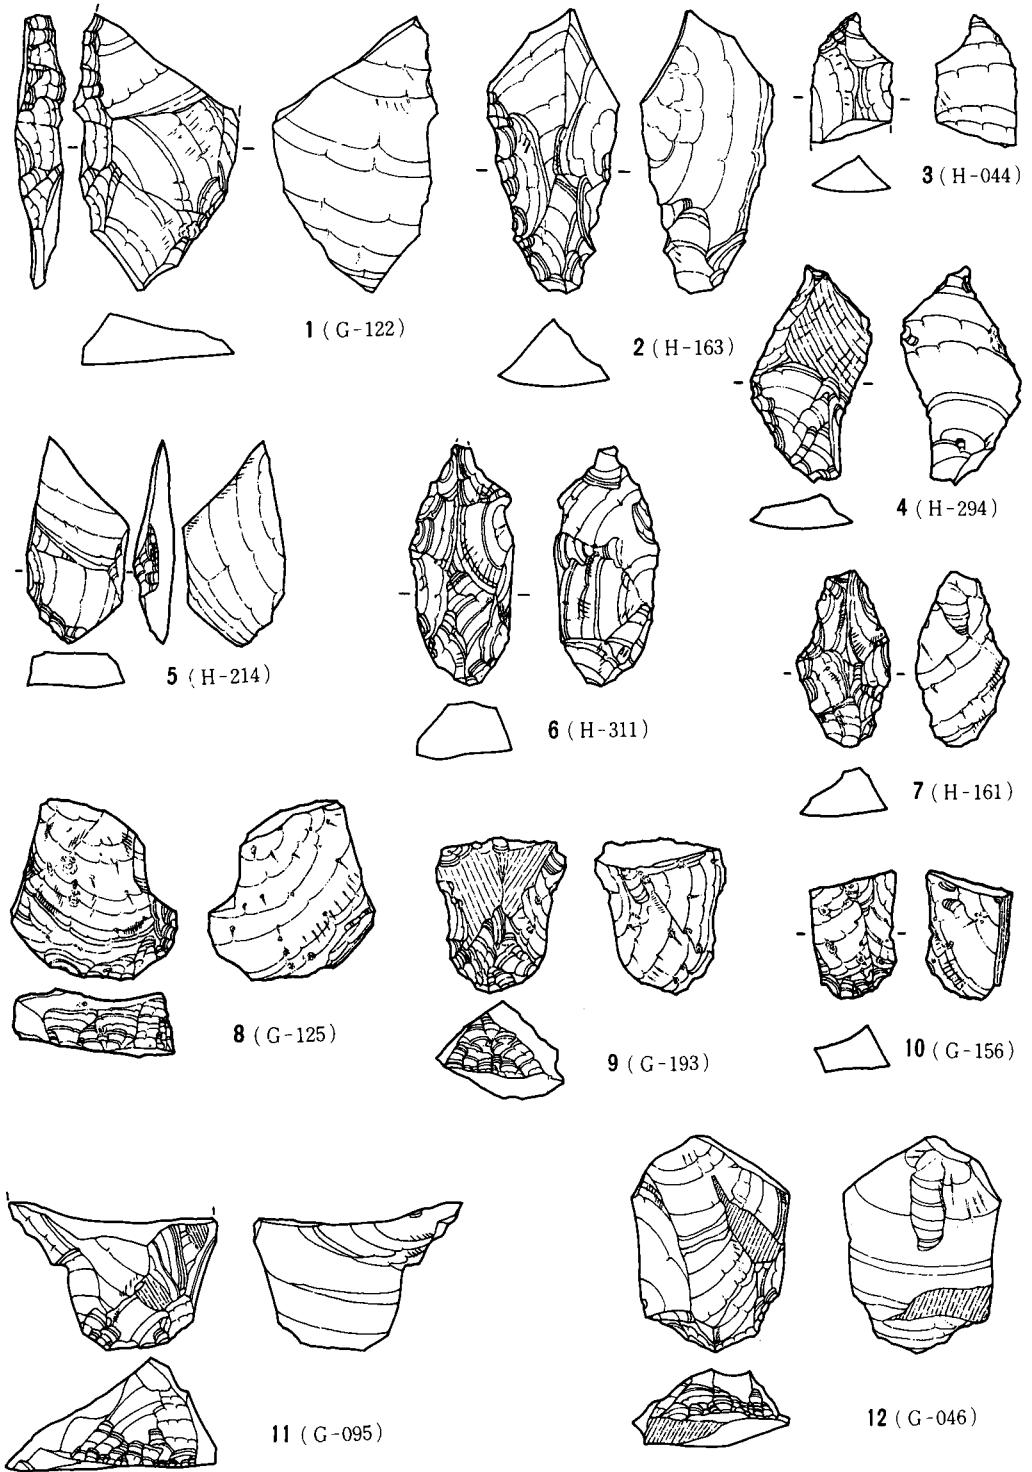 1 (G-122)
2 (H-163)
3 (H-044)
4 (H-294)
5 (H-214)
6 (H-311)
7 (H-161)
8 (G-125)
9 (G-193)
10 (G-156)
11 (G-095)
12 (G-046)